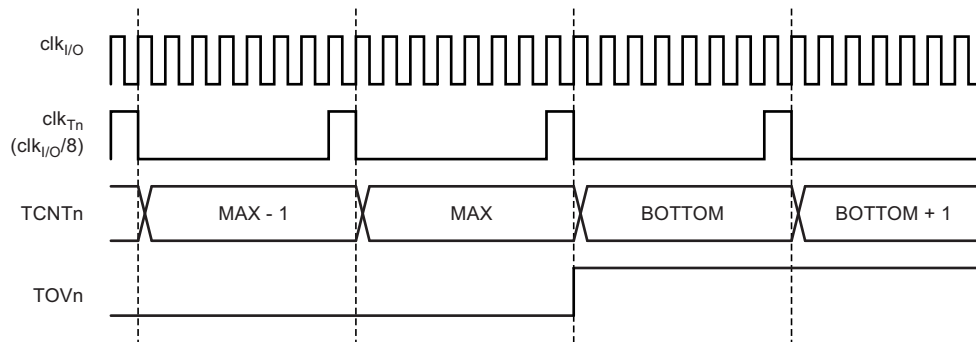 clkI/O
clkTn
(clkI/O/8)
TCNTn MAX - 1 MAX BOTTOM BOTTOM + 1
TOVn